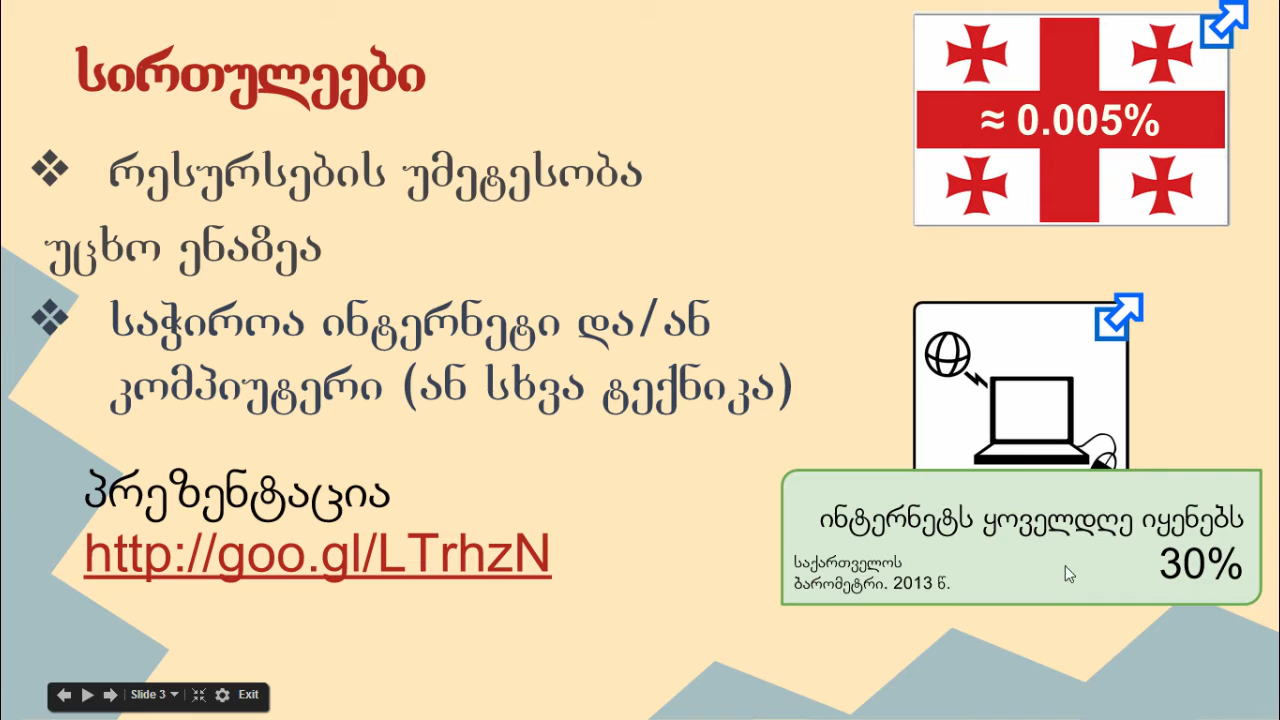 სირთულეები
≈ 0.005%
❖ რესურსების უმეტესობა
უცხო ენაზეა
❖ საჭიროა ინტერნეტი და/ან
კომპიუტერი (ან სხვა ტექნიკა)
პრეზენტაცია
http://goo.gl/LTrhzN
ინტერნეტს ყოველდღე იყენებს
30%
საქართველოს
ბარომეტრი. 2013 წ.
Slide 3 Exit